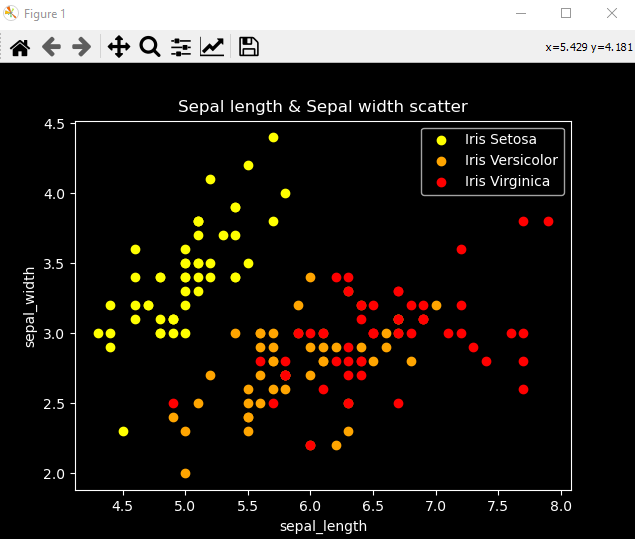 Figure 1
x=5.429 y=4.181
Sepal length & Sepal width scatter
4.5
4.0
3.5
3.0
2.5
2.0
sepal_width
Iris Setosa
Iris Versicolor
Iris Virginica
4.5 5.0 5.5 6.0 6.5 7.0 7.5 8.0
sepal_length